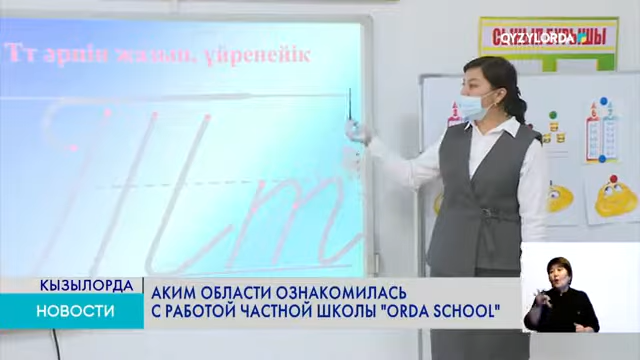 QYZYLORDA
Тт әрпін жазып, үйренейік
Тт
КЫЗЫЛОРДА
НОВОСТИ
АКИМ ОБЛАСТИ ОЗНАКОМИЛАСЬ
С РАБОТОЙ ЧАСТНОЙ ШКОЛЫ "ORDA SCHOOL"